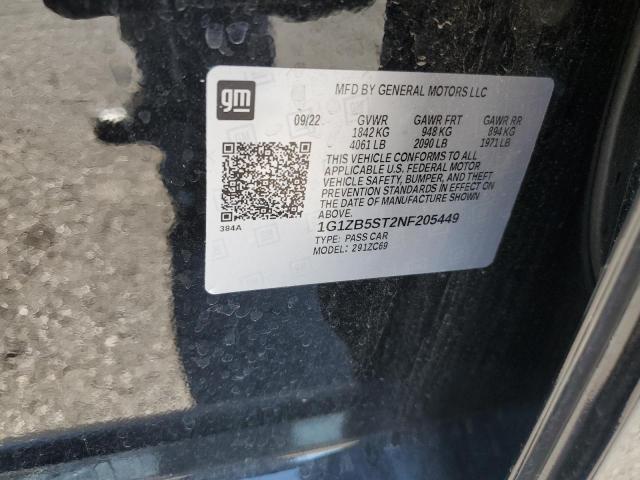 gm
MFD BY GENERAL MOTORS LLC
09/22 GVWR GAWR FRT GAWR RR
1842 KG 948 KG 894 KG
4061 LB 2090 LB 1971 LB
THIS VEHICLE CONFORMS TO ALL
APPLICABLE U.S. FEDERAL MOTOR
VEHICLE SAFETY, BUMPER, AND THEFT
PREVENTION STANDARDS IN EFFECT ON
THE DATE OF MANUFACTURE SHOWN
ABOVE.
384A
1G1ZB5ST2NF205449
TYPE: PASS CAR
MODEL: 291ZC69